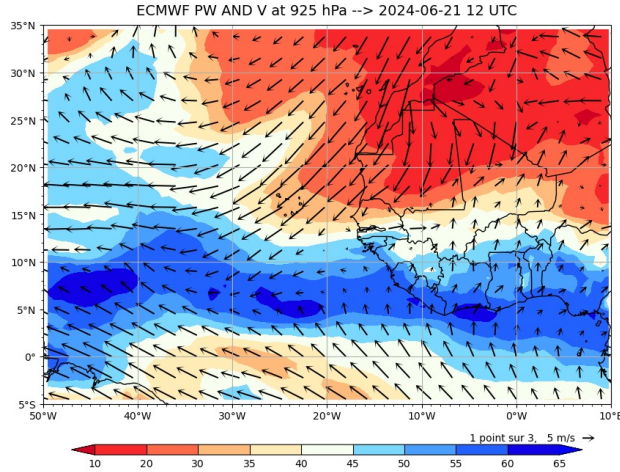 ECMWF PW AND V at 925 hPa --> 2024-06-21 12 UTC
35°N
30°N
25°N
20°N
15°N
10°N
5°N
0°
5°S
50°W 40°W 30°W 20°W 10°W 0°W 10°E
1 point sur 3, 5 m/s
10 20 30 35 40 45 50 55 60 65